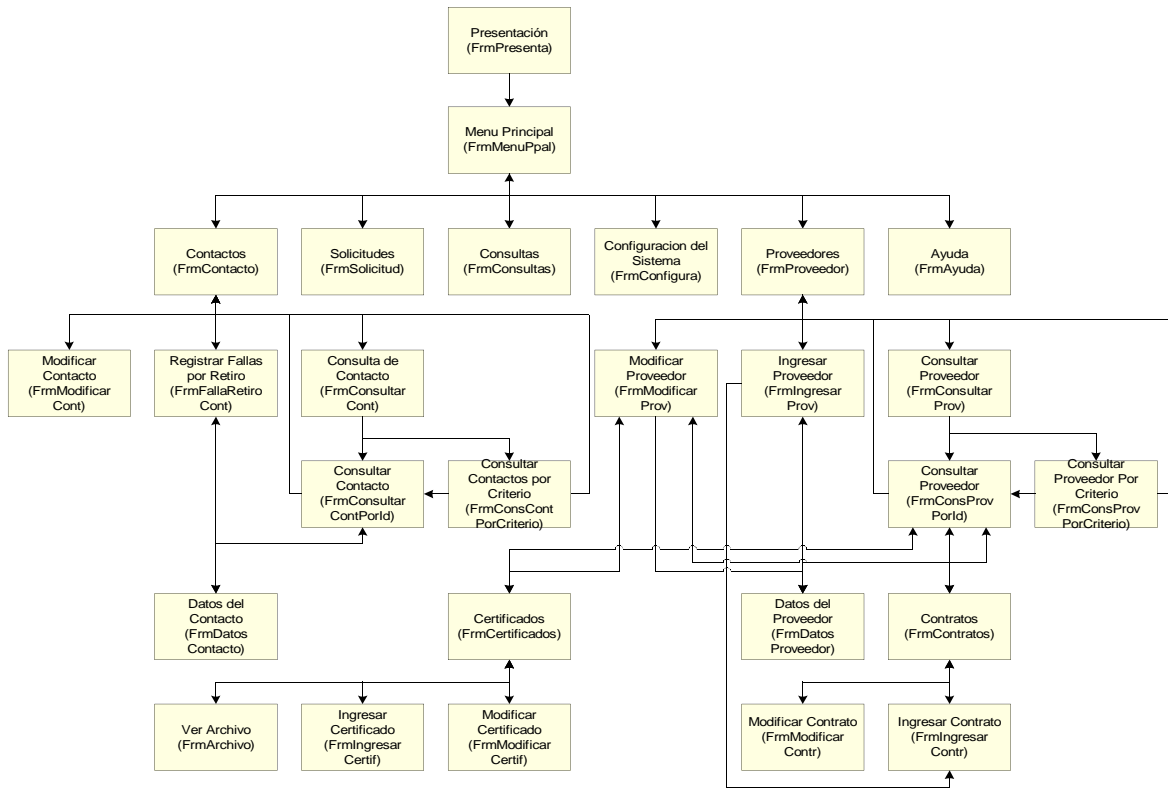 Presentación
(FrmPresenta)
Menu Principal
(FrmMenuPpal)
Contactos
(FrmContacto)
Solicitudes
(FrmSolicitud)
Consultas
(FrmConsultas)
Configuracion del
Sistema
(FrmConfigura)
Proveedores
(FrmProveedor)
Ayuda
(FrmAyuda)
Modificar
Contacto
(FrmModificar
Cont)
Registrar Fallas
por Retiro
(FrmFallaRetiro
Cont)
Consulta de
Contacto
(FrmConsultar
Cont)
Modificar
Proveedor
(FrmModificar
Prov)
Ingresar
Proveedor
(FrmIngresar
Prov)
Consultar
Proveedor
(FrmConsultar
Prov)
Consultar
Contacto
(FrmConsultar
ContPorId)
Consultar
Contactos por
Criterio
(FrmConsCont
PorCriterio)
Consultar
Proveedor
(FrmConsProv
PorId)
Consultar
Proveedor Por
Criterio
(FrmConsProv
PorCriterio)
Datos del
Contacto
(FrmDatos
Contacto)
Certificados
(FrmCertificados)
Datos del
Proveedor
(FrmDatos
Proveedor)
Contratos
(FrmContratos)
Ver Archivo
(FrmArchivo)
Ingresar
Certificado
(FrmIngresar
Certif)
Modificar
Certificado
(FrmModificar
Certif)
Modificar Contrato
(FrmModificar
Contr)
Ingresar Contrato
(FrmIngresar
Contr)